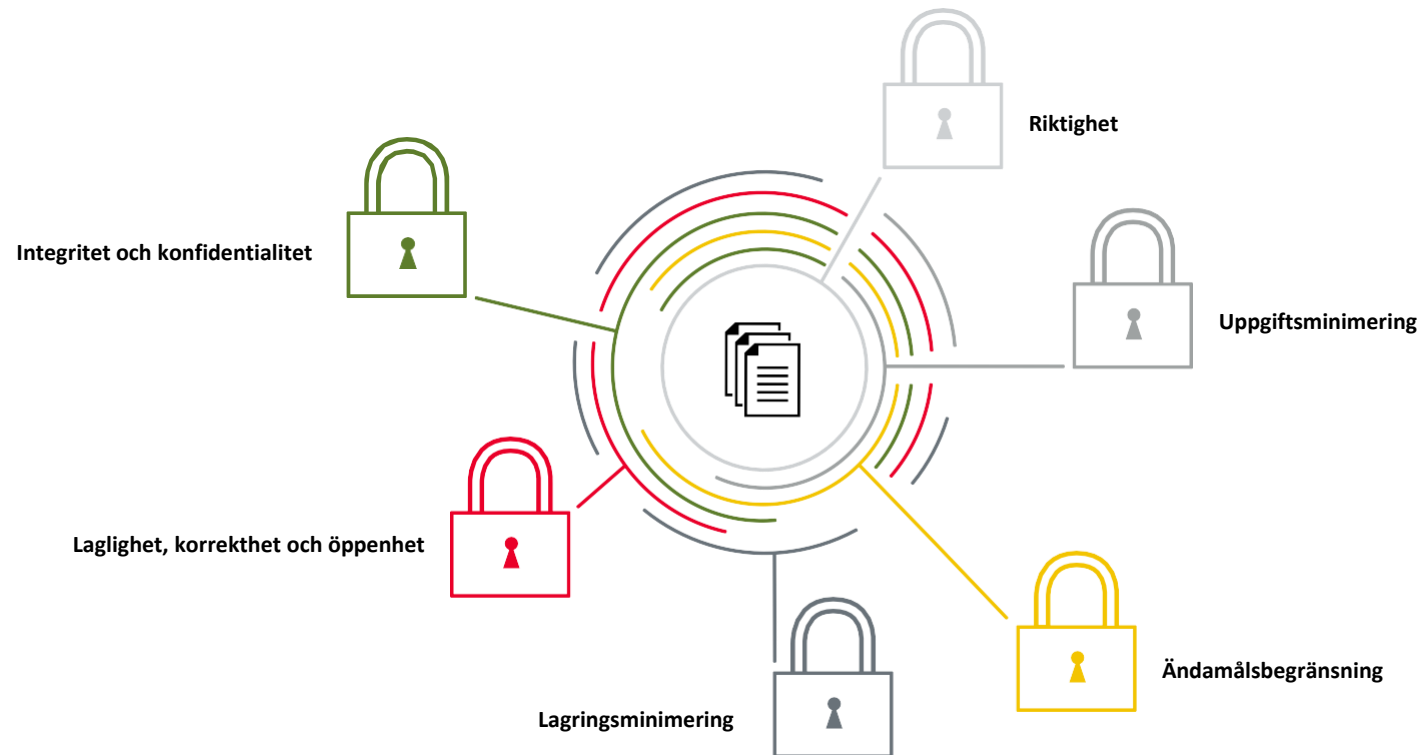 Riktighet
Integritet och konfidentialitet
Uppgiftsminimering
Laglighet, korrekthet och öppenhet
Ändamålsbegränsning
Lagringsminimering